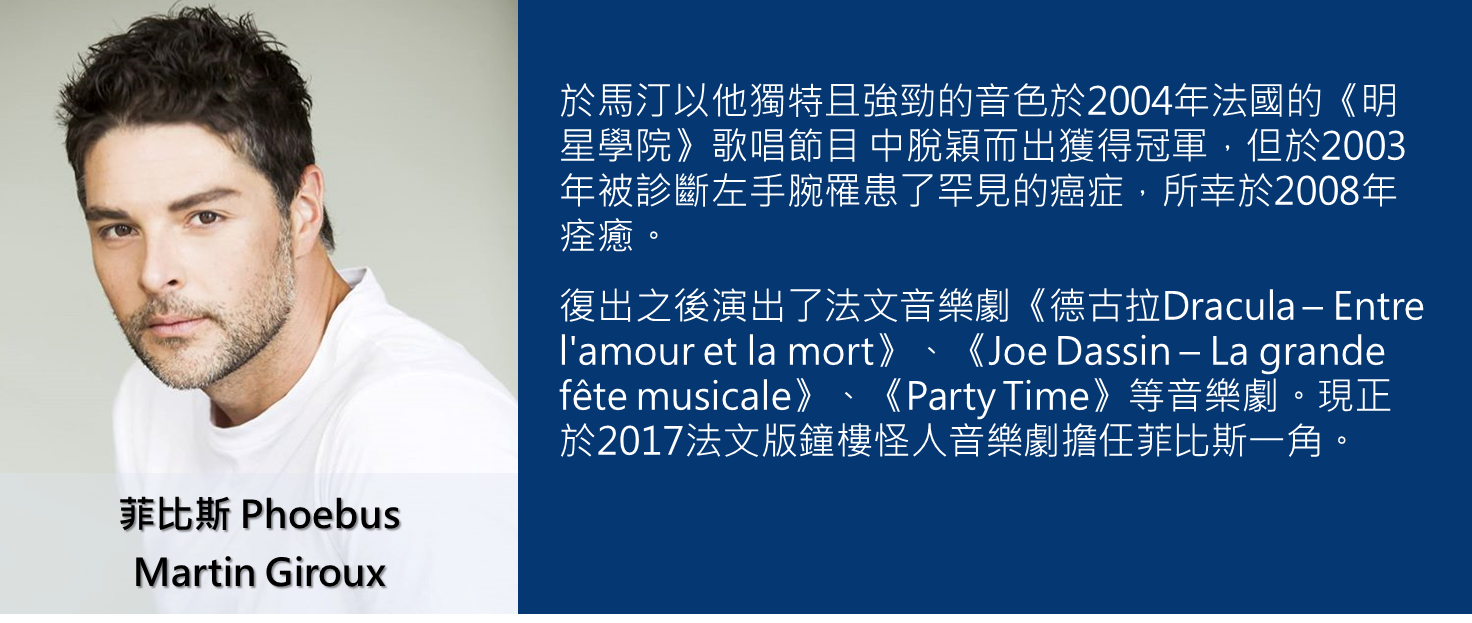 於馬汀以他獨特且強勁的音色於2004年法國的《明
星學院》歌唱節目 中脫穎而出獲得冠軍，但於2003
年被診斷左手腕罹患了罕見的癌症，所幸於2008年
痊癒。
復出之後演出了法文音樂劇《德古拉Dracula – Entre
l'amour et la mort》、《Joe Dassin – La grande
fête musicale》、《Party Time》等音樂劇。現正
於2017法文版鐘樓怪人音樂劇擔任菲比斯一角。
菲比斯 Phoebus
Martin Giroux